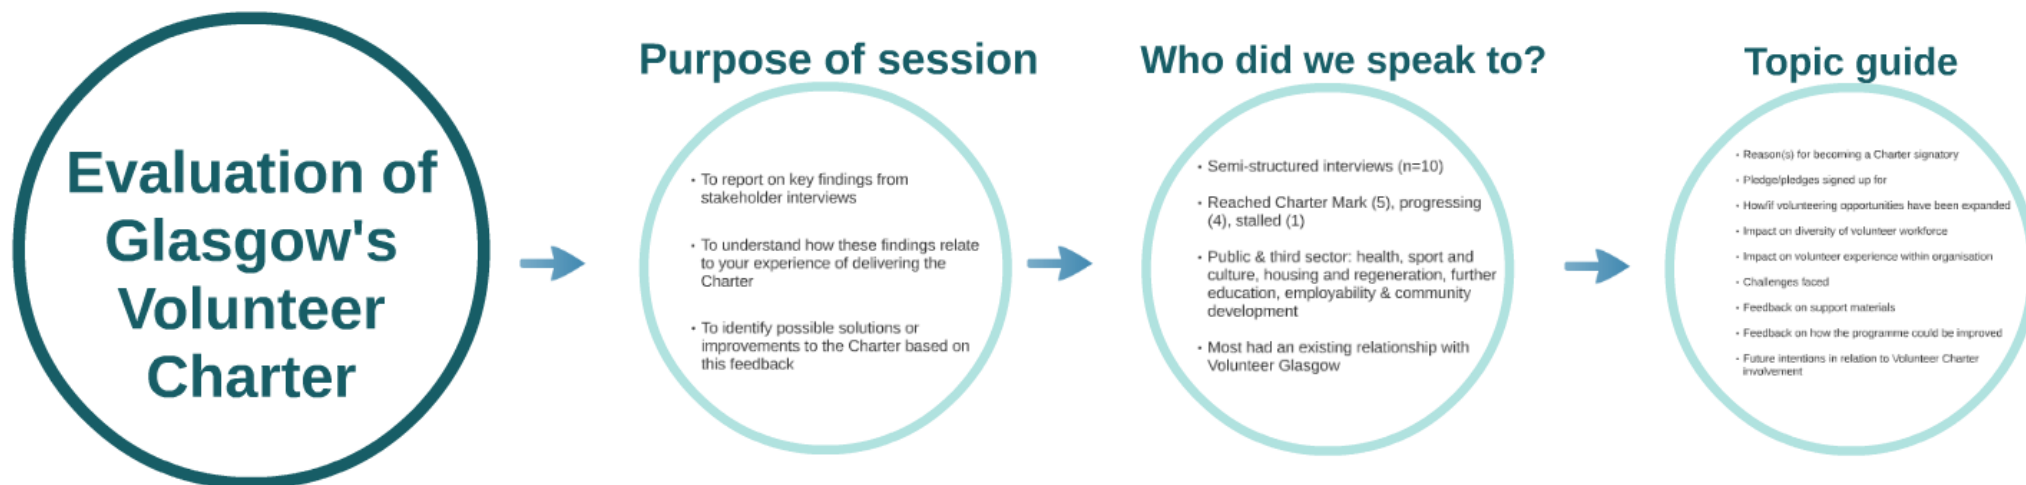 Evaluation of
Glasgow's
Volunteer
Charter
Purpose of session
• To report on key findings from
stakeholder interviews
• To understand how these findings relate
to your experience of delivering the
Charter
• To identify possible solutions or
improvements to the Charter based on
this feedback
Who did we speak to?
• Semi-structured interviews (n=10)
• Reached Charter Mark (5), progressing
(4), stalled (1)
• Public & third sector: health, sport and
culture, housing and regeneration, further
education, employability & community
development
• Most had an existing relationship with
Volunteer Glasgow
Topic guide
• Reason(s) for becoming a Charter signatory
• Pledge/pledges signed up for
• How/if volunteering opportunities have been expanded
• Impact on diversity of volunteer workforce
• Impact on volunteer experience within organisation
• Challenges faced
• Feedback on support materials
• Feedback on how the programme could be improved
• Future intentions in relation to Volunteer Charter
involvement